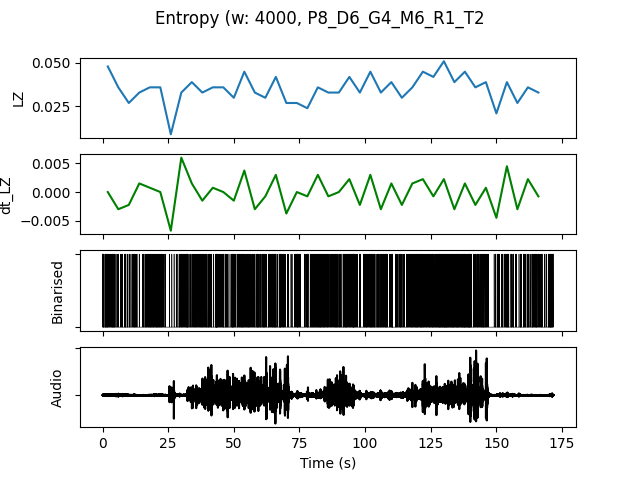 Entropy (w: 4000, P8_D6_G4_M6_R1_T2
0.050
0.025
LZ
0.005
0.000
−0.005
dt_LZ
Binarised
Audio
0 25 50 75 100 125 150 175
Time (s)